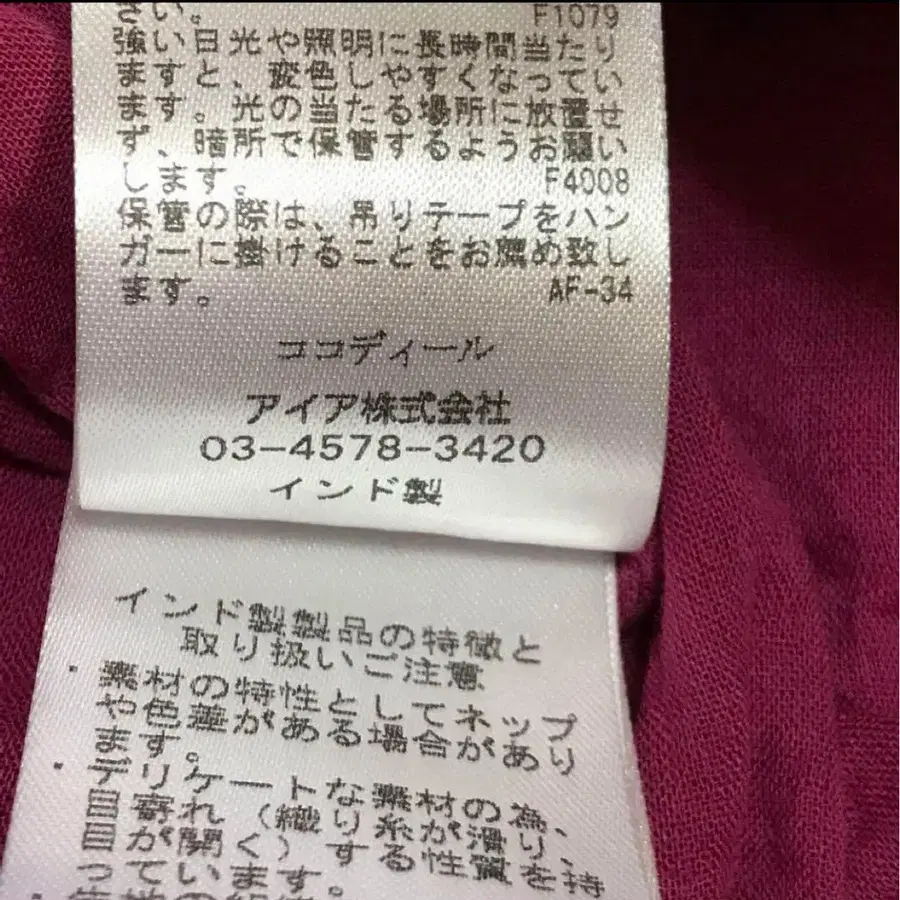 さい。 F1079
強い日光や照明に長時間当たり
ますと、変色しやすくなってい
ます。光の当たる場所に放置せ
ず、暗所で保管するようお願い
します。 F4008
保管の際は、吊りテープをハン
ガーに掛けることをお薦め致し
ます。 AF-34
ココディール
アイア株式会社
03-4578-3420
インド製
インド製製品の特徴と
取り扱いご注意
・素材の特性としてネップ
や色差がある場合があり
ます。
・デリケートな素材の為、
目寄れ（織り糸が滑り、
目が開く）する性質を持
っています。